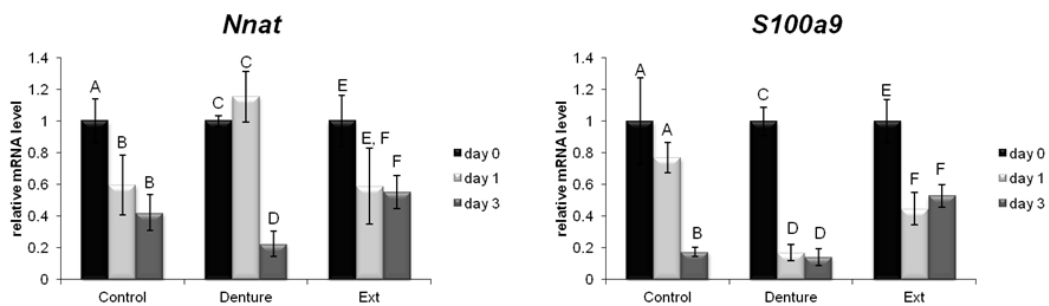 Nnat
1.4
1.2
1
0.8
0.6
0.4
0.2
0
relative mRNA level
A
B
B
C
C
D
E
E, F
F
Control
Denture
Ext
day 0
day 1
day 3
S100a9
1.4
1.2
1
0.8
0.6
0.4
0.2
0
relative mRNA level
A
A
B
C
D
D
E
F
F
Control
Denture
Ext
day 0
day 1
day 3